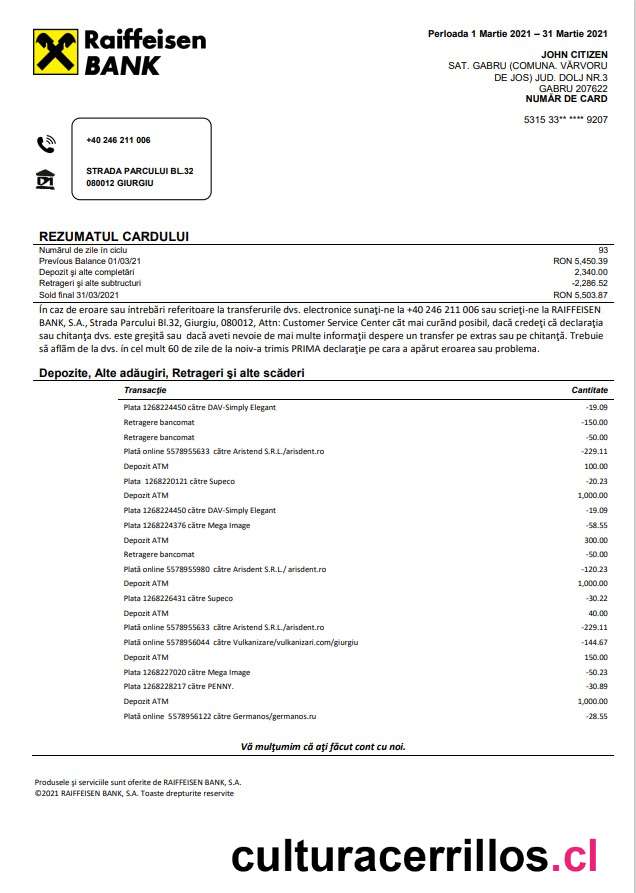 Raiffeisen
BANK
Perloada 1 Martie 2021 – 31 Martie 2021
JOHN CITIZEN
SAT. GABRU (COMUNA. VÂRVORU
DE JOS) JUD. DOLJ NR.3
GABRU 207622
NUMĂR DE CARD
5315 33** **** 9207
+40 246 211 006
STRADA PARCULUI BL.32
080012 GIURGIU
REZUMATUL CARDULUI
Numărul de zile în ciclu 93
Previous Balance 01/03/21 RON 5,450.39
Depozit şi alte completări 2,340.00
Retrageri şi alte subtructuri -2,286.52
Sold final 31/03/2021 RON 5,503.87
În caz de eroare sau întrebări referitoare la transferurile dvs. electronice sunaţi-ne la +40 246 211 006 sau scrieţi-ne la RAIFFEISEN
BANK, S.A., Strada Parcului Bl.32, Giurgiu, 080012, Attn: Customer Service Center cât mai curând posibil, dacă credeţi că declaraţia
sau chitanţa dvs. este greşită sau dacă aveti nevoie de mai multe informaţii despere un transfer pe extras sau pe chitanţă. Trebuie
să aflăm de la dvs. in cel mult 60 de zile de la noiv-a trimis PRIMA declaraţie pe cara a apărut eroarea sau problema.
Depozite, Alte adăugiri, Retrageri şi alte scăderi
Transacţie Cantitate
Plata 1268224450 către DAV-Simply Elegant -19.09
Retragere bancomat -150.00
Retragere bancomat -50.00
Plată online 5578955633 către Aristend S.R.L./arisdent.ro -229.11
Depozit ATM 100.00
Plata 1268220121 către Supeco -20.23
Depozit ATM 1,000.00
Plata 1268224450 către DAV-Simply Elegant -19.09
Plata 1268224376 către Mega Image -58.55
Depozit ATM 300.00
Retragere bancomat -50.00
Plată online 5578955980 către Arisdent S.R.L./ arisdent.ro -120.23
Depozit ATM 1,000.00
Plata 1268226431 către Supeco -30.22
Depozit ATM 40.00
Plată online 5578955633 către Aristend S.R.L./arisdent.ro -229.11
Plată online 5578956044 către Vulkanizare/vulkanizari.com/giurgiu -144.67
Depozit ATM 150.00
Plata 1268227020 către Mega Image -50.23
Plata 1268228217 către PENNY. -30.89
Depozit ATM 1,000.00
Plată online 5578956122 către Germanos/germanos.ru -28.55
Vă mulţumim că aţi făcut cont cu noi.
Produsele şi serviciile sunt oferite de RAIFFEISEN BANK, S.A.
©2021 RAIFFEISEN BANK, S.A. Toaste drepturite reservite
culturacerrillos.cl